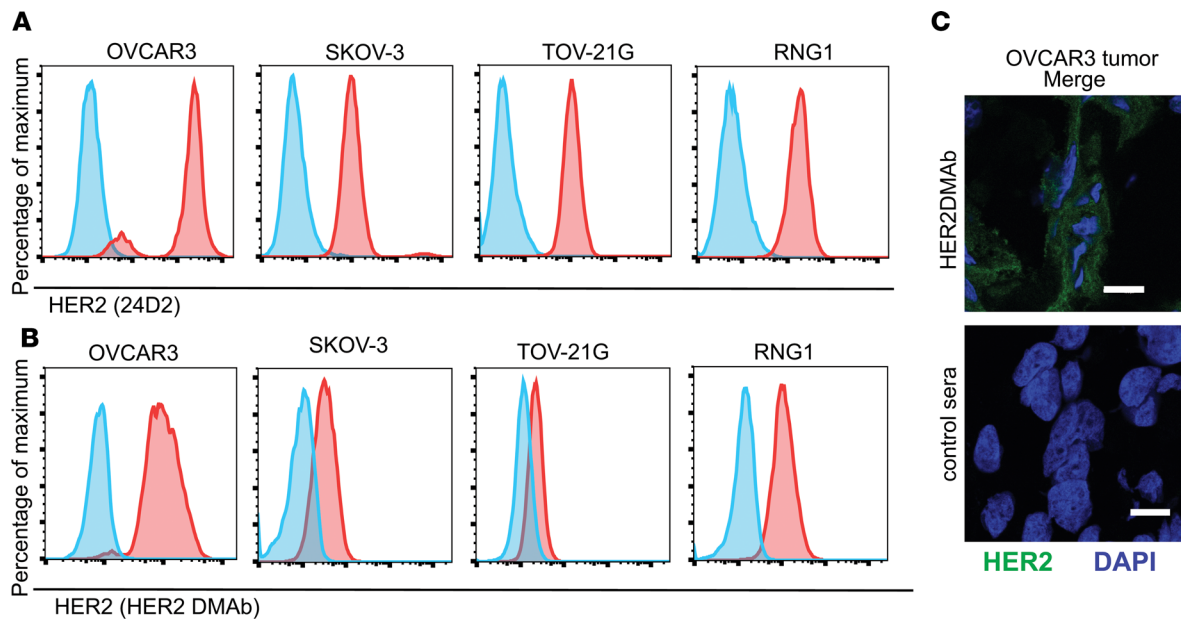 A
OVCAR3
SKOV-3
TOV-21G
RNG1
Percentage of maximum
HER2 (24D2)
B
OVCAR3
SKOV-3
TOV-21G
RNG1
Percentage of maximum
HER2 (HER2 DMAb)
C
OVCAR3 tumor
Merge
HER2DMAb
control sera
HER2 DAPI